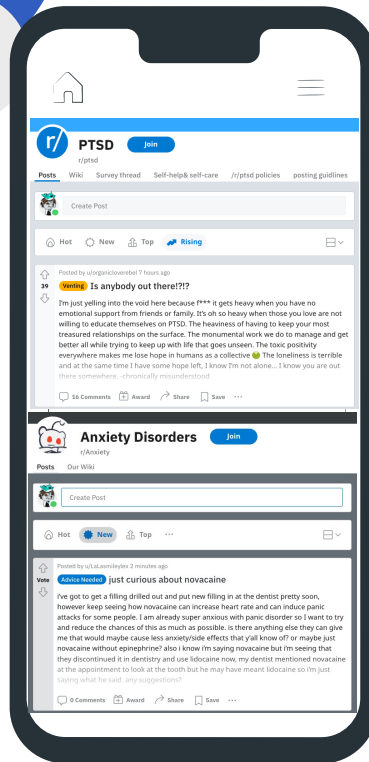 r/
PTSD
Join
r/ptsd
Posts Wiki Survey thread Self-help& self-care /r/ptsd policies posting guidlines
Create Post
Hot New Top Rising
Posted by u/organicloverebel 7 hours ago
39
Venting Is anybody out there!?!?
I'm just yelling into the void here because f*** it gets heavy when you have no
emotional support from friends or family. It's oh so heavy when those you love are not
willing to educate themselves on PTSD. The heaviness of having to keep your most
treasured relationships on the surface. The monumental work we do to manage and get
better all while trying to keep up with life that goes unseen. The toxic positivity
everywhere makes me lose hope in humans as a collective 🤢 The loneliness is terrible
and at the same time I have some hope left, I know I'm not alone... I know you are out
there somewhere. -chronically misunderstood
16 Comments Award Share Save ...
Anxiety Disorders
Join
r/Anxiety
Posts Our Wiki
Create Post
Hot New Top ...
Posted by u/LaLasmileytex 2 minutes ago
Vote
Advice Needed just curious about novacaine
i've got to get a filling drilled out and put new filling in at the dentist pretty soon,
however keep seeing how novacaine can increase heart rate and can induce panic
attacks for some people. I am already super anxious with panic disorder so I want to try
and reduce the chances of this as much as possible. is there anything else they can give
me that would maybe cause less anxiety/side effects that y'all know of? or maybe just
novacaine without epinephrine? also i know i'm saying novacaine but i'm seeing that
they discontinued it in dentistry and use lidocaine now, my dentist mentioned novacaine
at the appointment to look at the tooth but he may have meant lidocaine so i'm just
saying what he said. any suggestions?
0 Comments Award Share Save ...